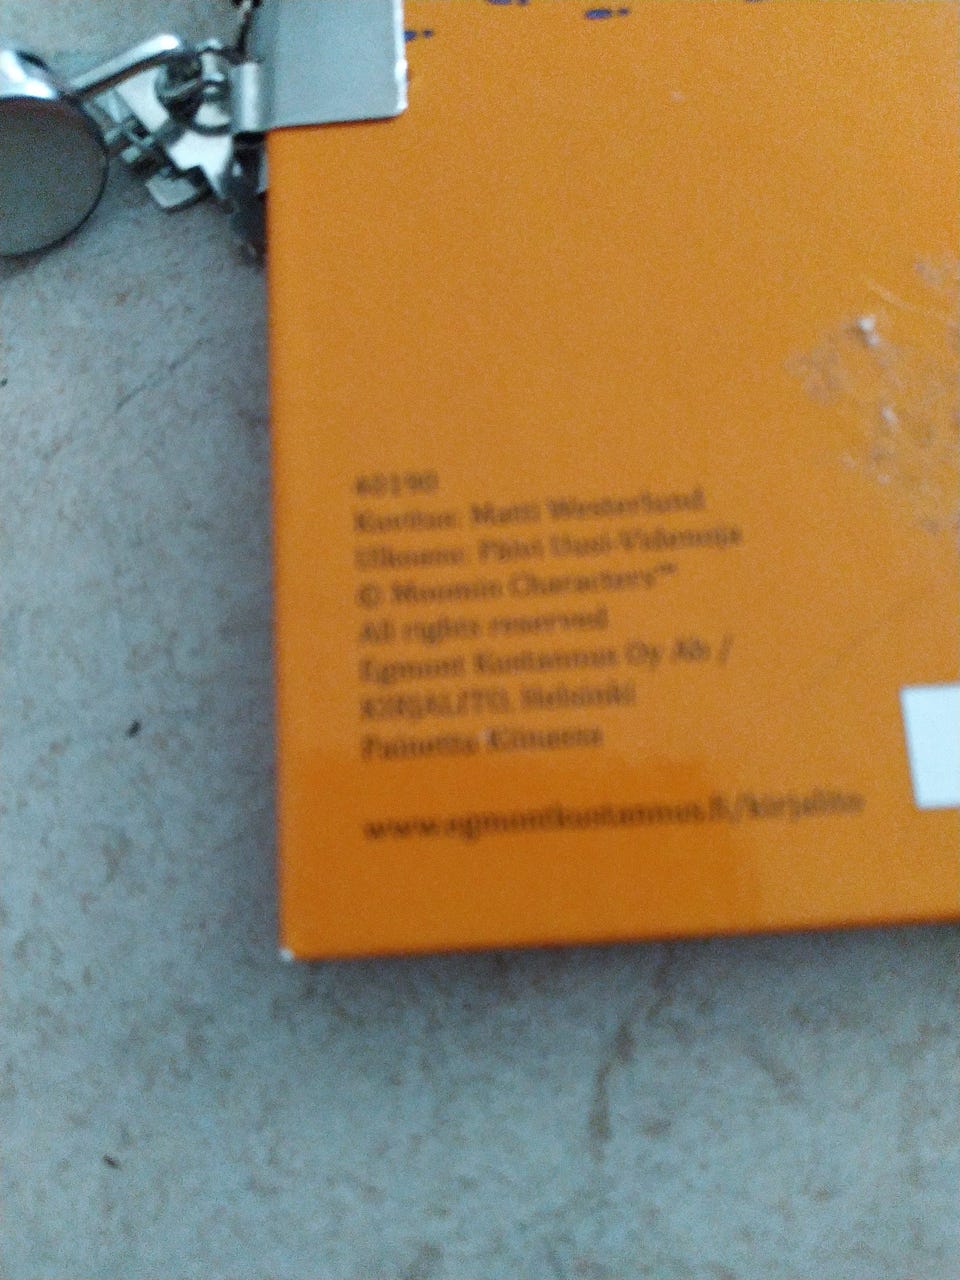 Kuvitus: Matti Westerlund
Ulkoasu: Päivi Uusi-Videnoja
© Moomin Characters™
All rights reserved
Egmont Kustannus Oy Ab /
KIRJALITO, Helsinki
Painettu Kiinassa
www.egmontkustannus.fi/kirjalito